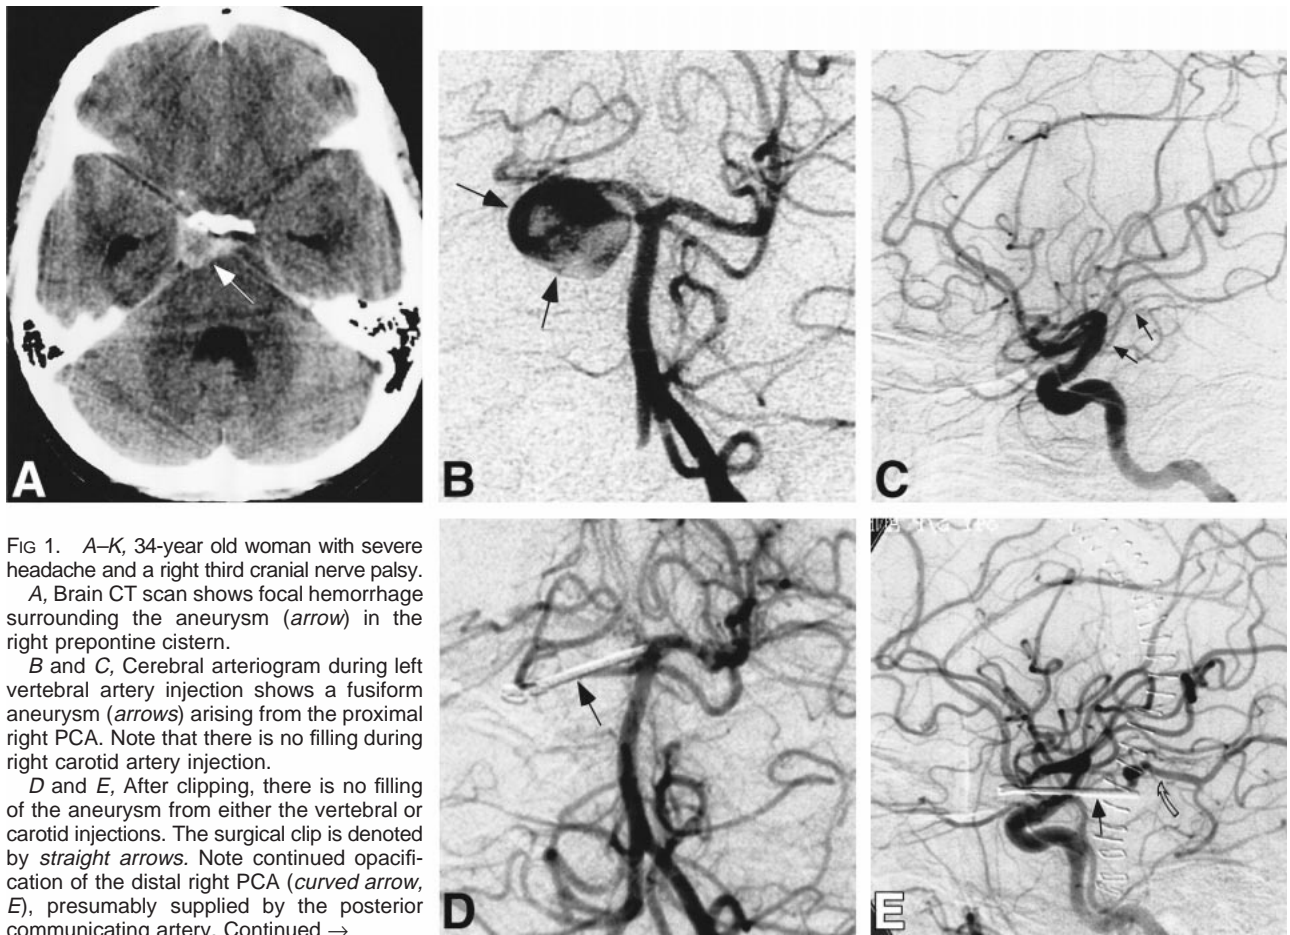 A
B
C
D
E
FIG 1. A–K, 34-year old woman with severe
headache and a right third cranial nerve palsy.
A, Brain CT scan shows focal hemorrhage
surrounding the aneurysm (arrow) in the
right prepontine cistern.
B and C, Cerebral arteriogram during left
vertebral artery injection shows a fusiform
aneurysm (arrows) arising from the proximal
right PCA. Note that there is no filling during
right carotid artery injection.
D and E, After clipping, there is no filling
of the aneurysm from either the vertebral or
carotid injections. The surgical clip is denoted
by straight arrows. Note continued opacifi-
cation of the distal right PCA (curved arrow,
E), presumably supplied by the posterior
communicating artery. Continued →